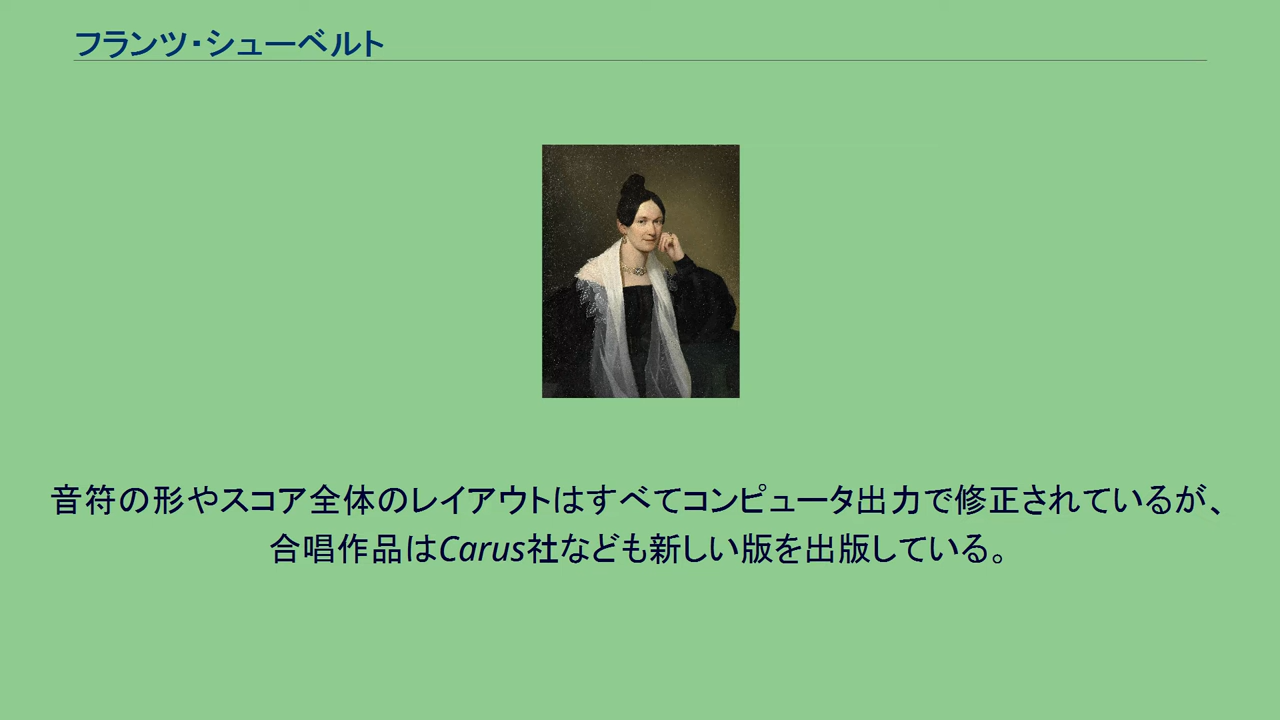 フランツ・シューベルト
音符の形やスコア全体のレイアウトはすべてコンピュータ出力で修正されているが、
合唱作品はCarus社なども新しい版を出版している。